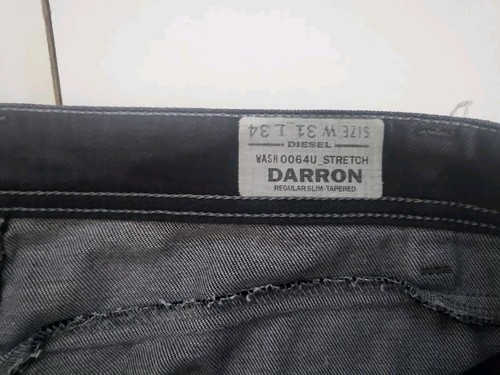 SIZE W 31 L 34
DIESEL
WASH 0064U_STRETCH
DARRON
REGULAR SLIM-TAPERED